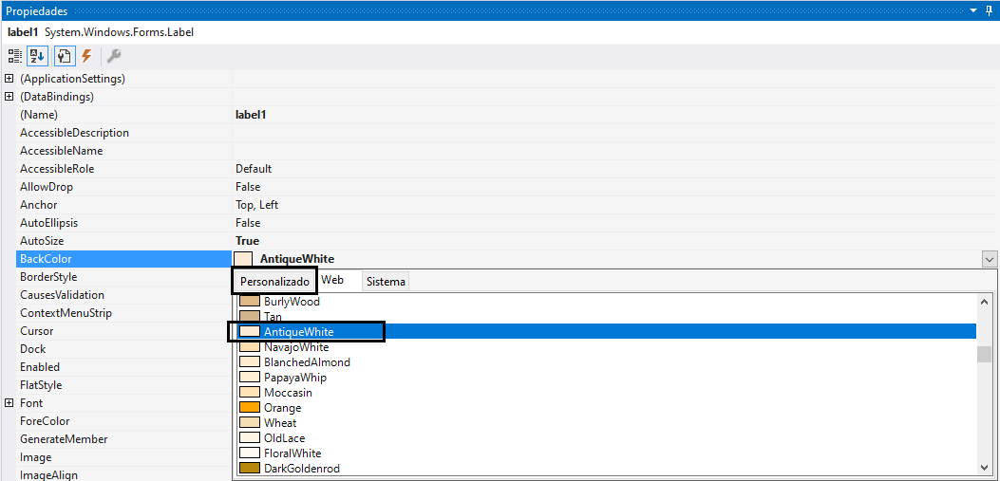 Propiedades
label1 System.Windows.Forms.Label
(ApplicationSettings)
(DataBindings)
(Name) label1
AccessibleDescription
AccessibleName
AccessibleRole Default
AllowDrop False
Anchor Top, Left
AutoEllipsis False
AutoSize True
BackColor AntiqueWhite
BorderStyle
CausesValidation
ContextMenuStrip
Cursor
Dock
Enabled
FlatStyle
Font
ForeColor
GenerateMember
Image
ImageAlign
Personalizado Web Sistema
BurlyWood
Tan
AntiqueWhite
NavajoWhite
BlanchedAlmond
PapayaWhip
Moccasin
Orange
Wheat
OldLace
FloralWhite
DarkGoldenrod